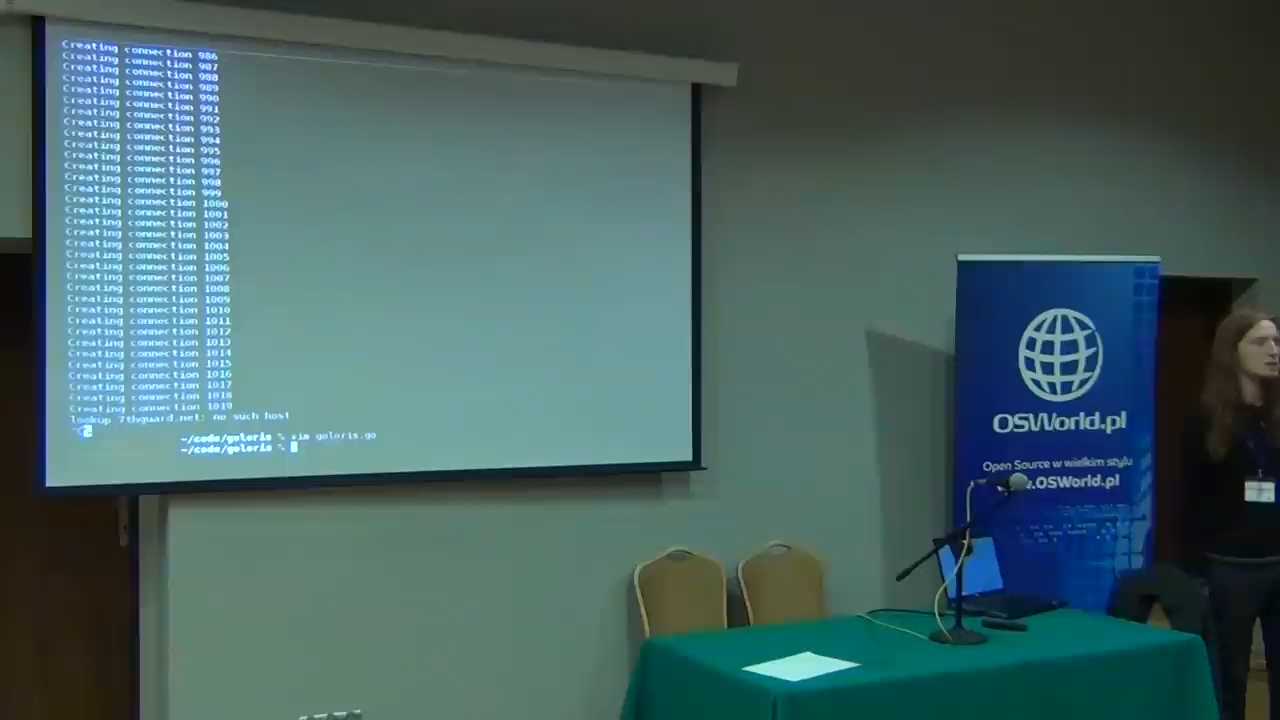 Creating connection 986
Creating connection 987
Creating connection 988
Creating connection 989
Creating connection 990
Creating connection 991
Creating connection 992
Creating connection 993
Creating connection 994
Creating connection 995
Creating connection 996
Creating connection 997
Creating connection 998
Creating connection 999
Creating connection 1000
Creating connection 1001
Creating connection 1002
Creating connection 1003
Creating connection 1004
Creating connection 1005
Creating connection 1006
Creating connection 1007
Creating connection 1008
Creating connection 1009
Creating connection 1010
Creating connection 1011
Creating connection 1012
Creating connection 1013
Creating connection 1014
Creating connection 1015
Creating connection 1016
Creating connection 1017
Creating connection 1018
Creating connection 1019
lookup 7thguard.net: no such host
~/code/goloris % vim goloris.go
~/code/goloris %
OSWorld.pl
Open Source w wielkim stylu
.OSWorld.pl